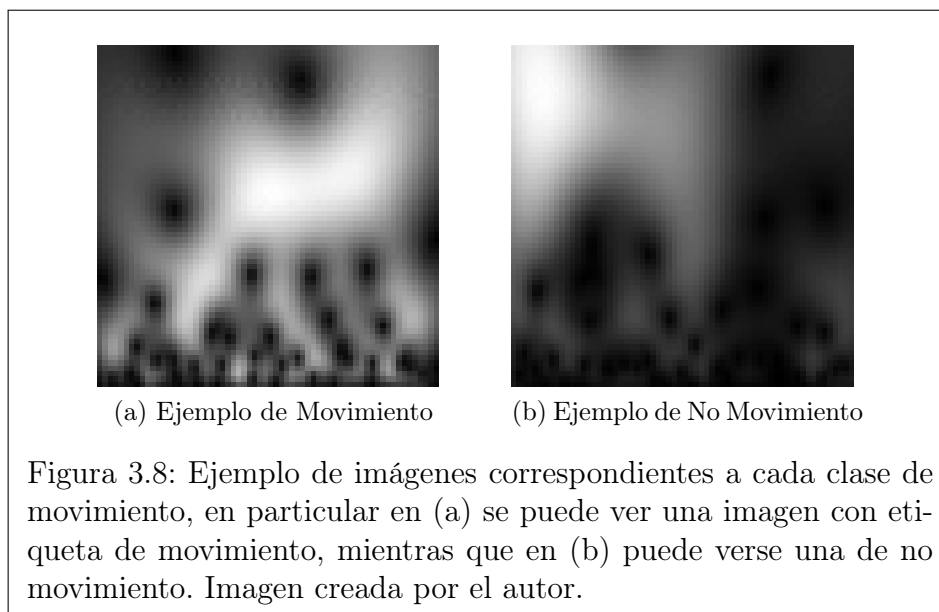 (a) Ejemplo de Movimiento
(b) Ejemplo de No Movimiento
Figura 3.8: Ejemplo de imágenes correspondientes a cada clase de
movimiento, en particular en (a) se puede ver una imagen con eti-
queta de movimiento, mientras que en (b) puede verse una de no
movimiento. Imagen creada por el autor.